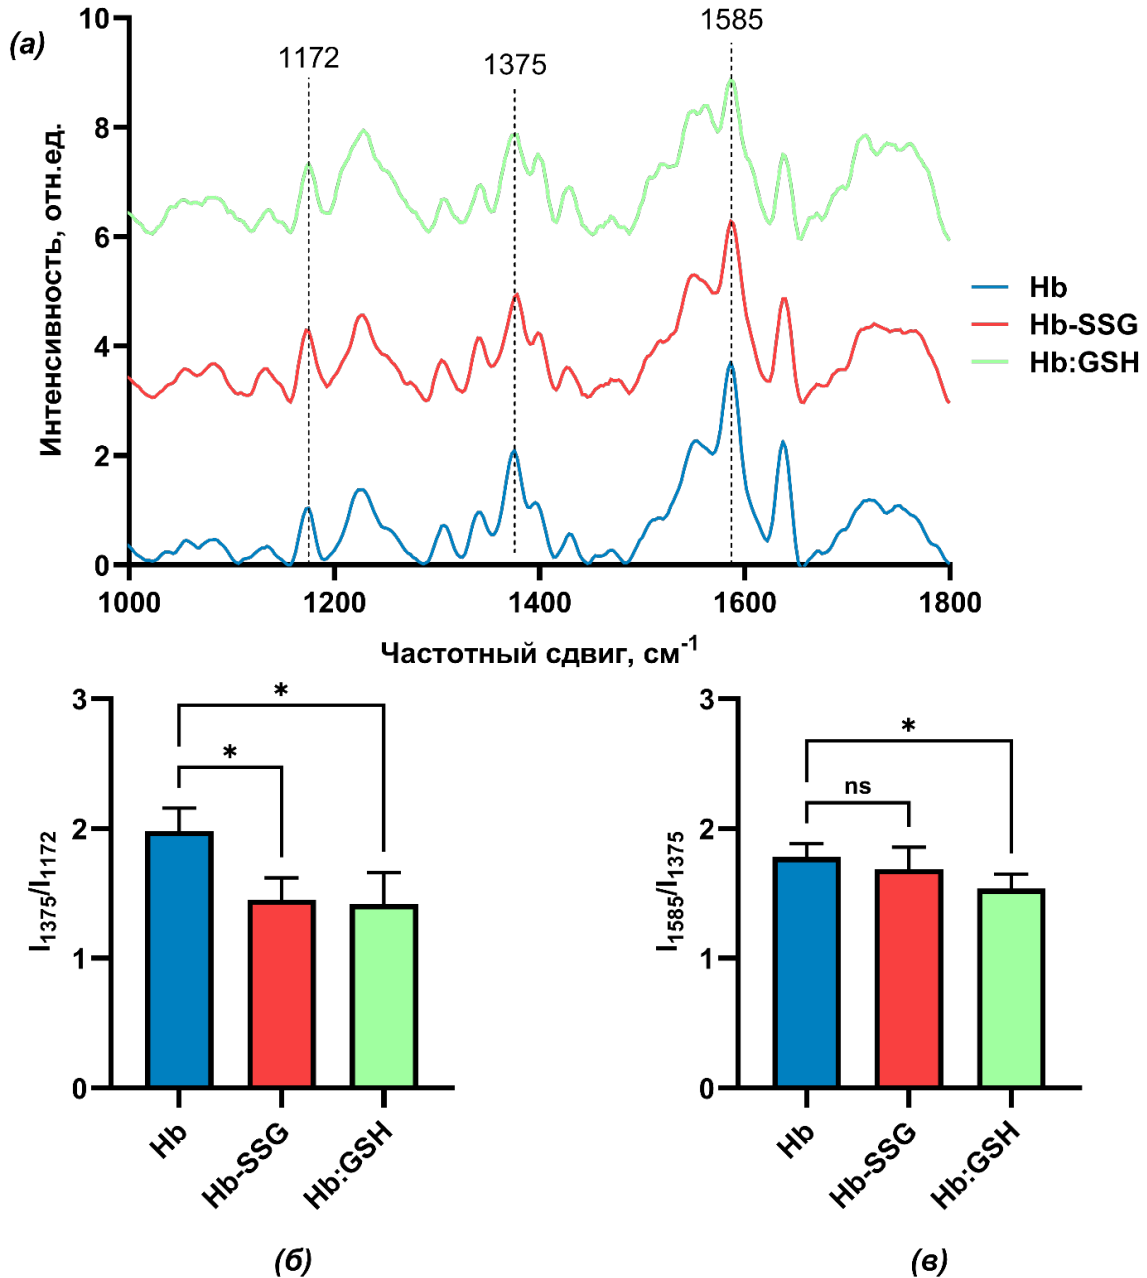 (а)
1172
1375
1585
10
8
6
4
2
0
Интенсивность, отн.ед.
1000
1200
1400
1600
1800
Частотный сдвиг, см-1
Hb
Hb-SSG
Hb:GSH
3
2
1
0
I1375/I1172
*
*
Hb
Hb-SSG
Hb:GSH
(б)
3
2
1
0
I1585/I1375
*
ns
Hb
Hb-SSG
Hb:GSH
(в)